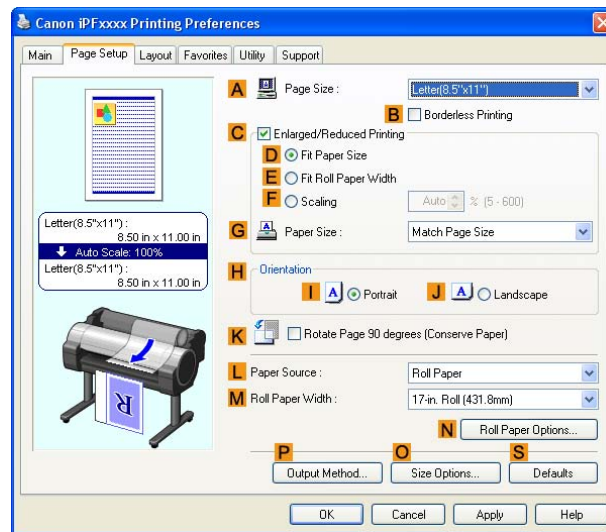 Canon iPFxxxx Printing Preferences
Main Page Setup Layout Favorites Utility Support
A Page Size : Letter(8.5"x11")
B Borderless Printing
C Enlarged/Reduced Printing
D Fit Paper Size
E Fit Roll Paper Width
F Scaling Auto % (5 - 600)
G Paper Size : Match Page Size
Letter(8.5"x11") :
8.50 in x 11.00 in
Auto Scale: 100%
Letter(8.5"x11") :
8.50 in x 11.00 in
H Orientation
I A Portrait J A Landscape
K Rotate Page 90 degrees (Conserve Paper)
L Paper Source : Roll Paper
M Roll Paper Width : 17-in. Roll (431.8mm)
N Roll Paper Options...
R
P O S
Output Method... Size Options... Defaults
OK Cancel Apply Help